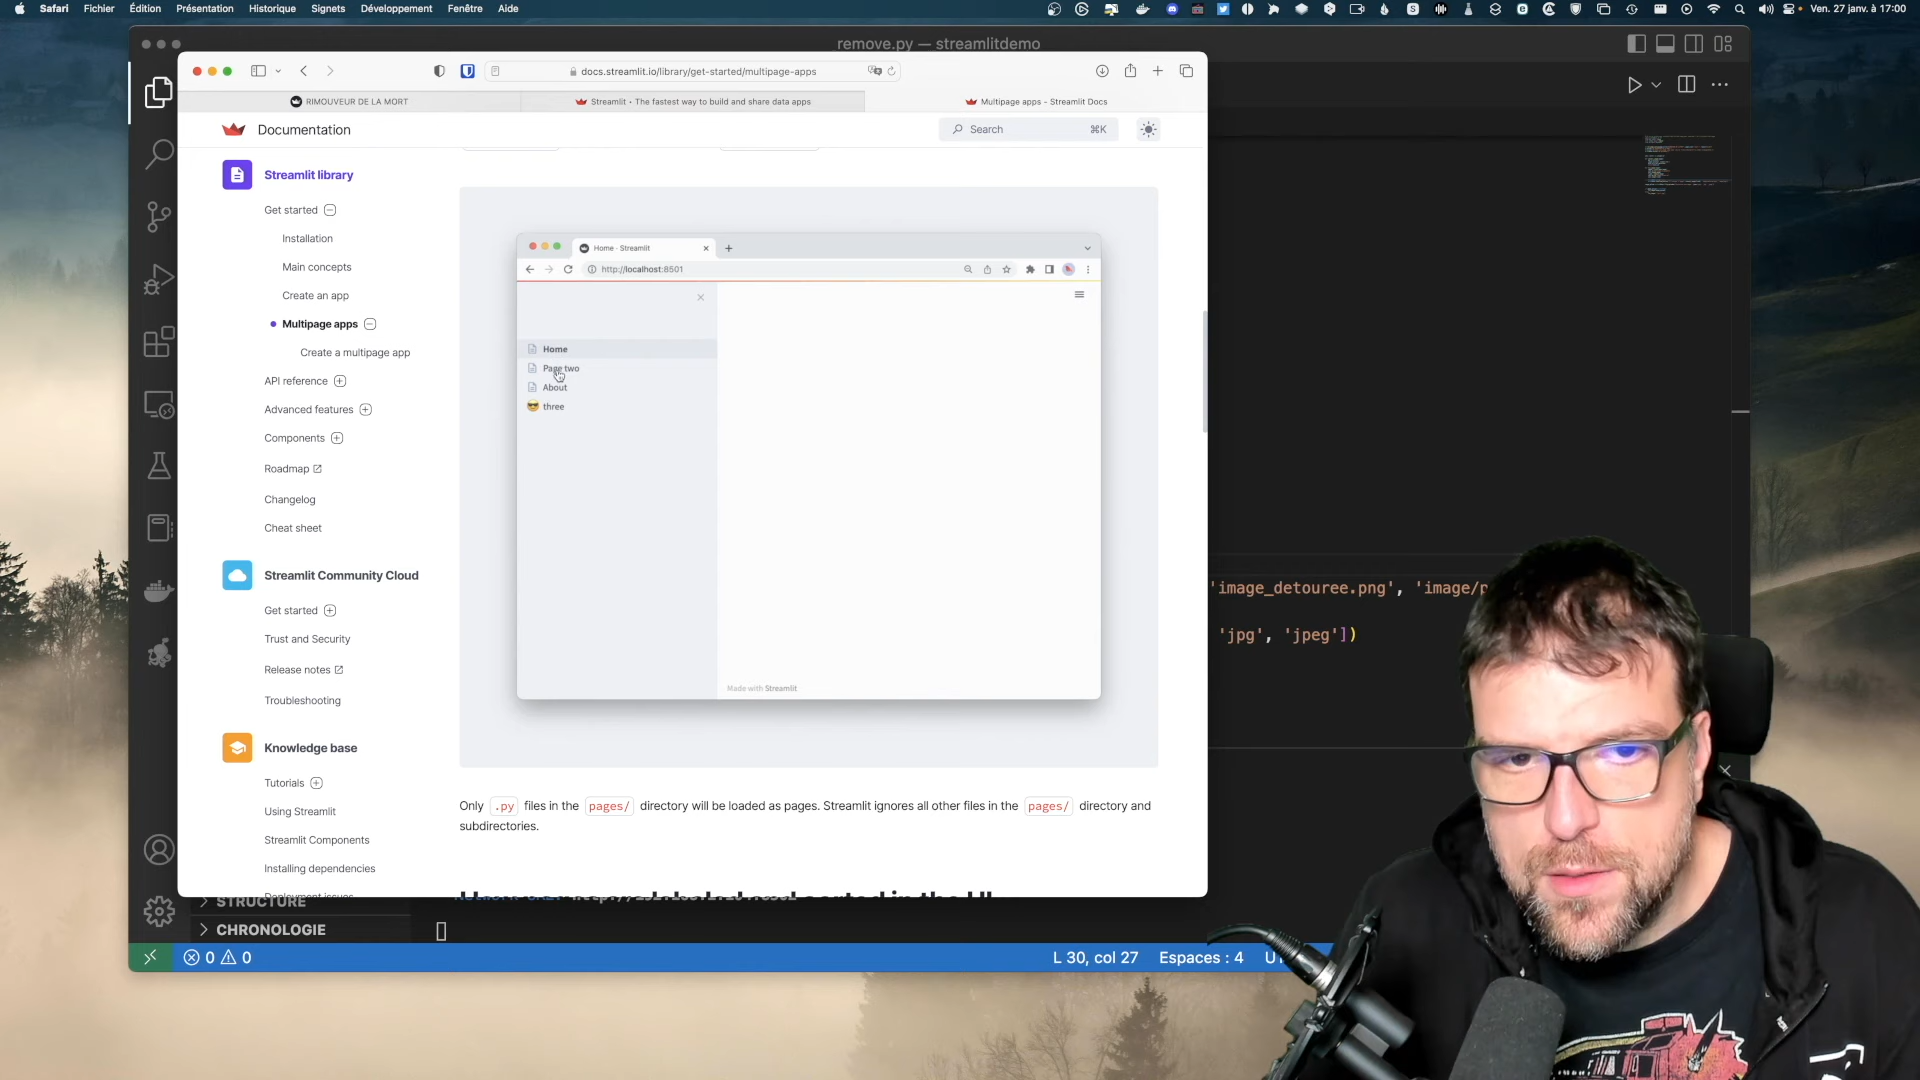 Safari Fichier Édition Présentation Historique Signets Développement Fenêtre Aide
Ven. 27 janv. à 17:00
remove.py — streamlitdemo
docs.streamlit.io/library/get-started/multipage-apps
RIMOUVEUR DE LA MORT
Streamlit • The fastest way to build and share data apps
Multipage apps - Streamlit Docs
Documentation
Search ⌘K
Streamlit library
Get started
Installation
Main concepts
Create an app
Multipage apps
Create a multipage app
API reference
Advanced features
Components
Roadmap
Changelog
Cheat sheet
Streamlit Community Cloud
Get started
Trust and Security
Release notes
Troubleshooting
Knowledge base
Tutorials
Using Streamlit
Streamlit Components
Installing dependencies
Deployment issues
Home · Streamlit
http://localhost:8501
Home
Page two
About
three
Made with Streamlit
Only .py files in the pages/ directory will be loaded as pages. Streamlit ignores all other files in the pages/ directory and
subdirectories.
'image_detouree.png', 'image/p
'jpg', 'jpeg'])
STRUCTURE
CHRONOLOGIE
0 0
L 30, col 27 Espaces : 4